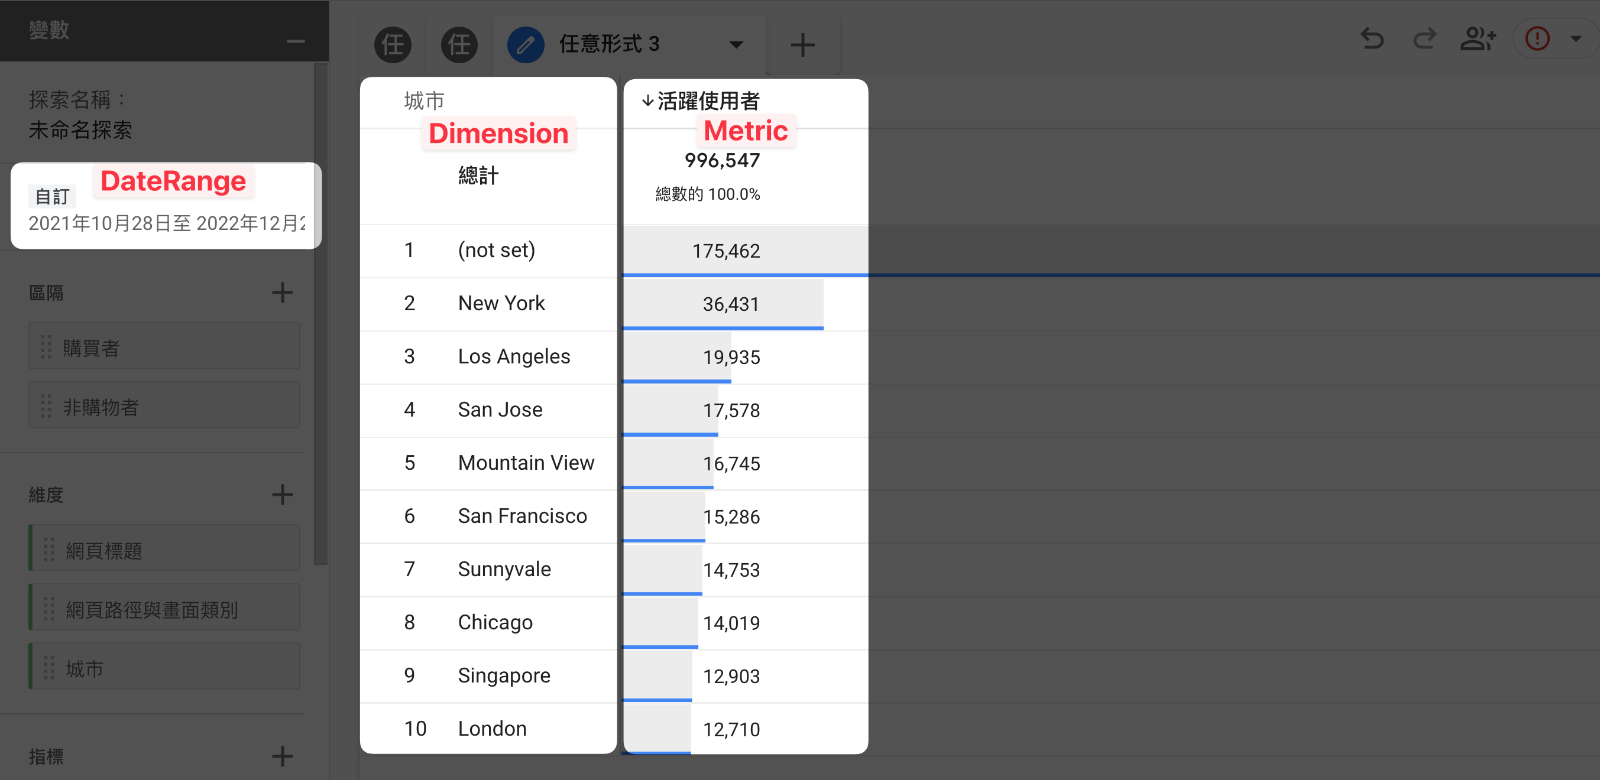 變數
任
任
任意形式 3
探索名稱：
未命名探索
DateRange
自訂
2021年10月28日至 2022年12月2
區隔
購買者
非購物者
維度
網頁標題
網頁路徑與畫面類別
城市
指標
城市
Dimension
總計
活躍使用者
Metric
996,547
總數的 100.0%
1 (not set) 175,462
2 New York 36,431
3 Los Angeles 19,935
4 San Jose 17,578
5 Mountain View 16,745
6 San Francisco 15,286
7 Sunnyvale 14,753
8 Chicago 14,019
9 Singapore 12,903
10 London 12,710